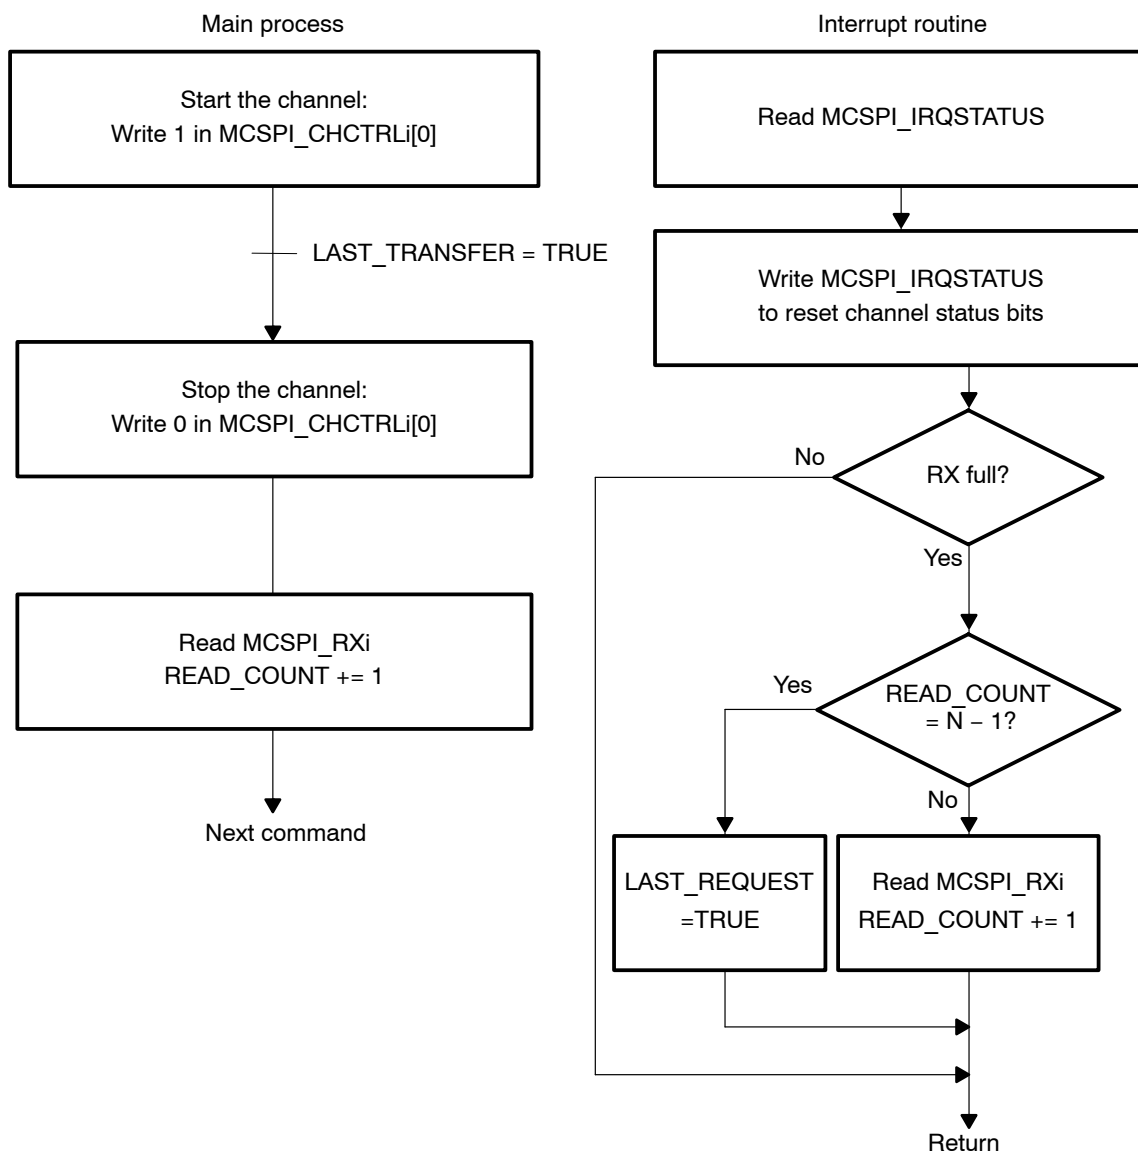 Main process
Start the channel:
Write 1 in MCSPI_CHCTRLi[0]
LAST_TRANSFER = TRUE
Stop the channel:
Write 0 in MCSPI_CHCTRLi[0]
Read MCSPI_RXi
READ_COUNT += 1
Next command
Interrupt routine
Read MCSPI_IRQSTATUS
Write MCSPI_IRQSTATUS
to reset channel status bits
No
RX full?
Yes
Yes
READ_COUNT
= N − 1?
No
LAST_REQUEST
=TRUE
Read MCSPI_RXi
READ_COUNT += 1
Return